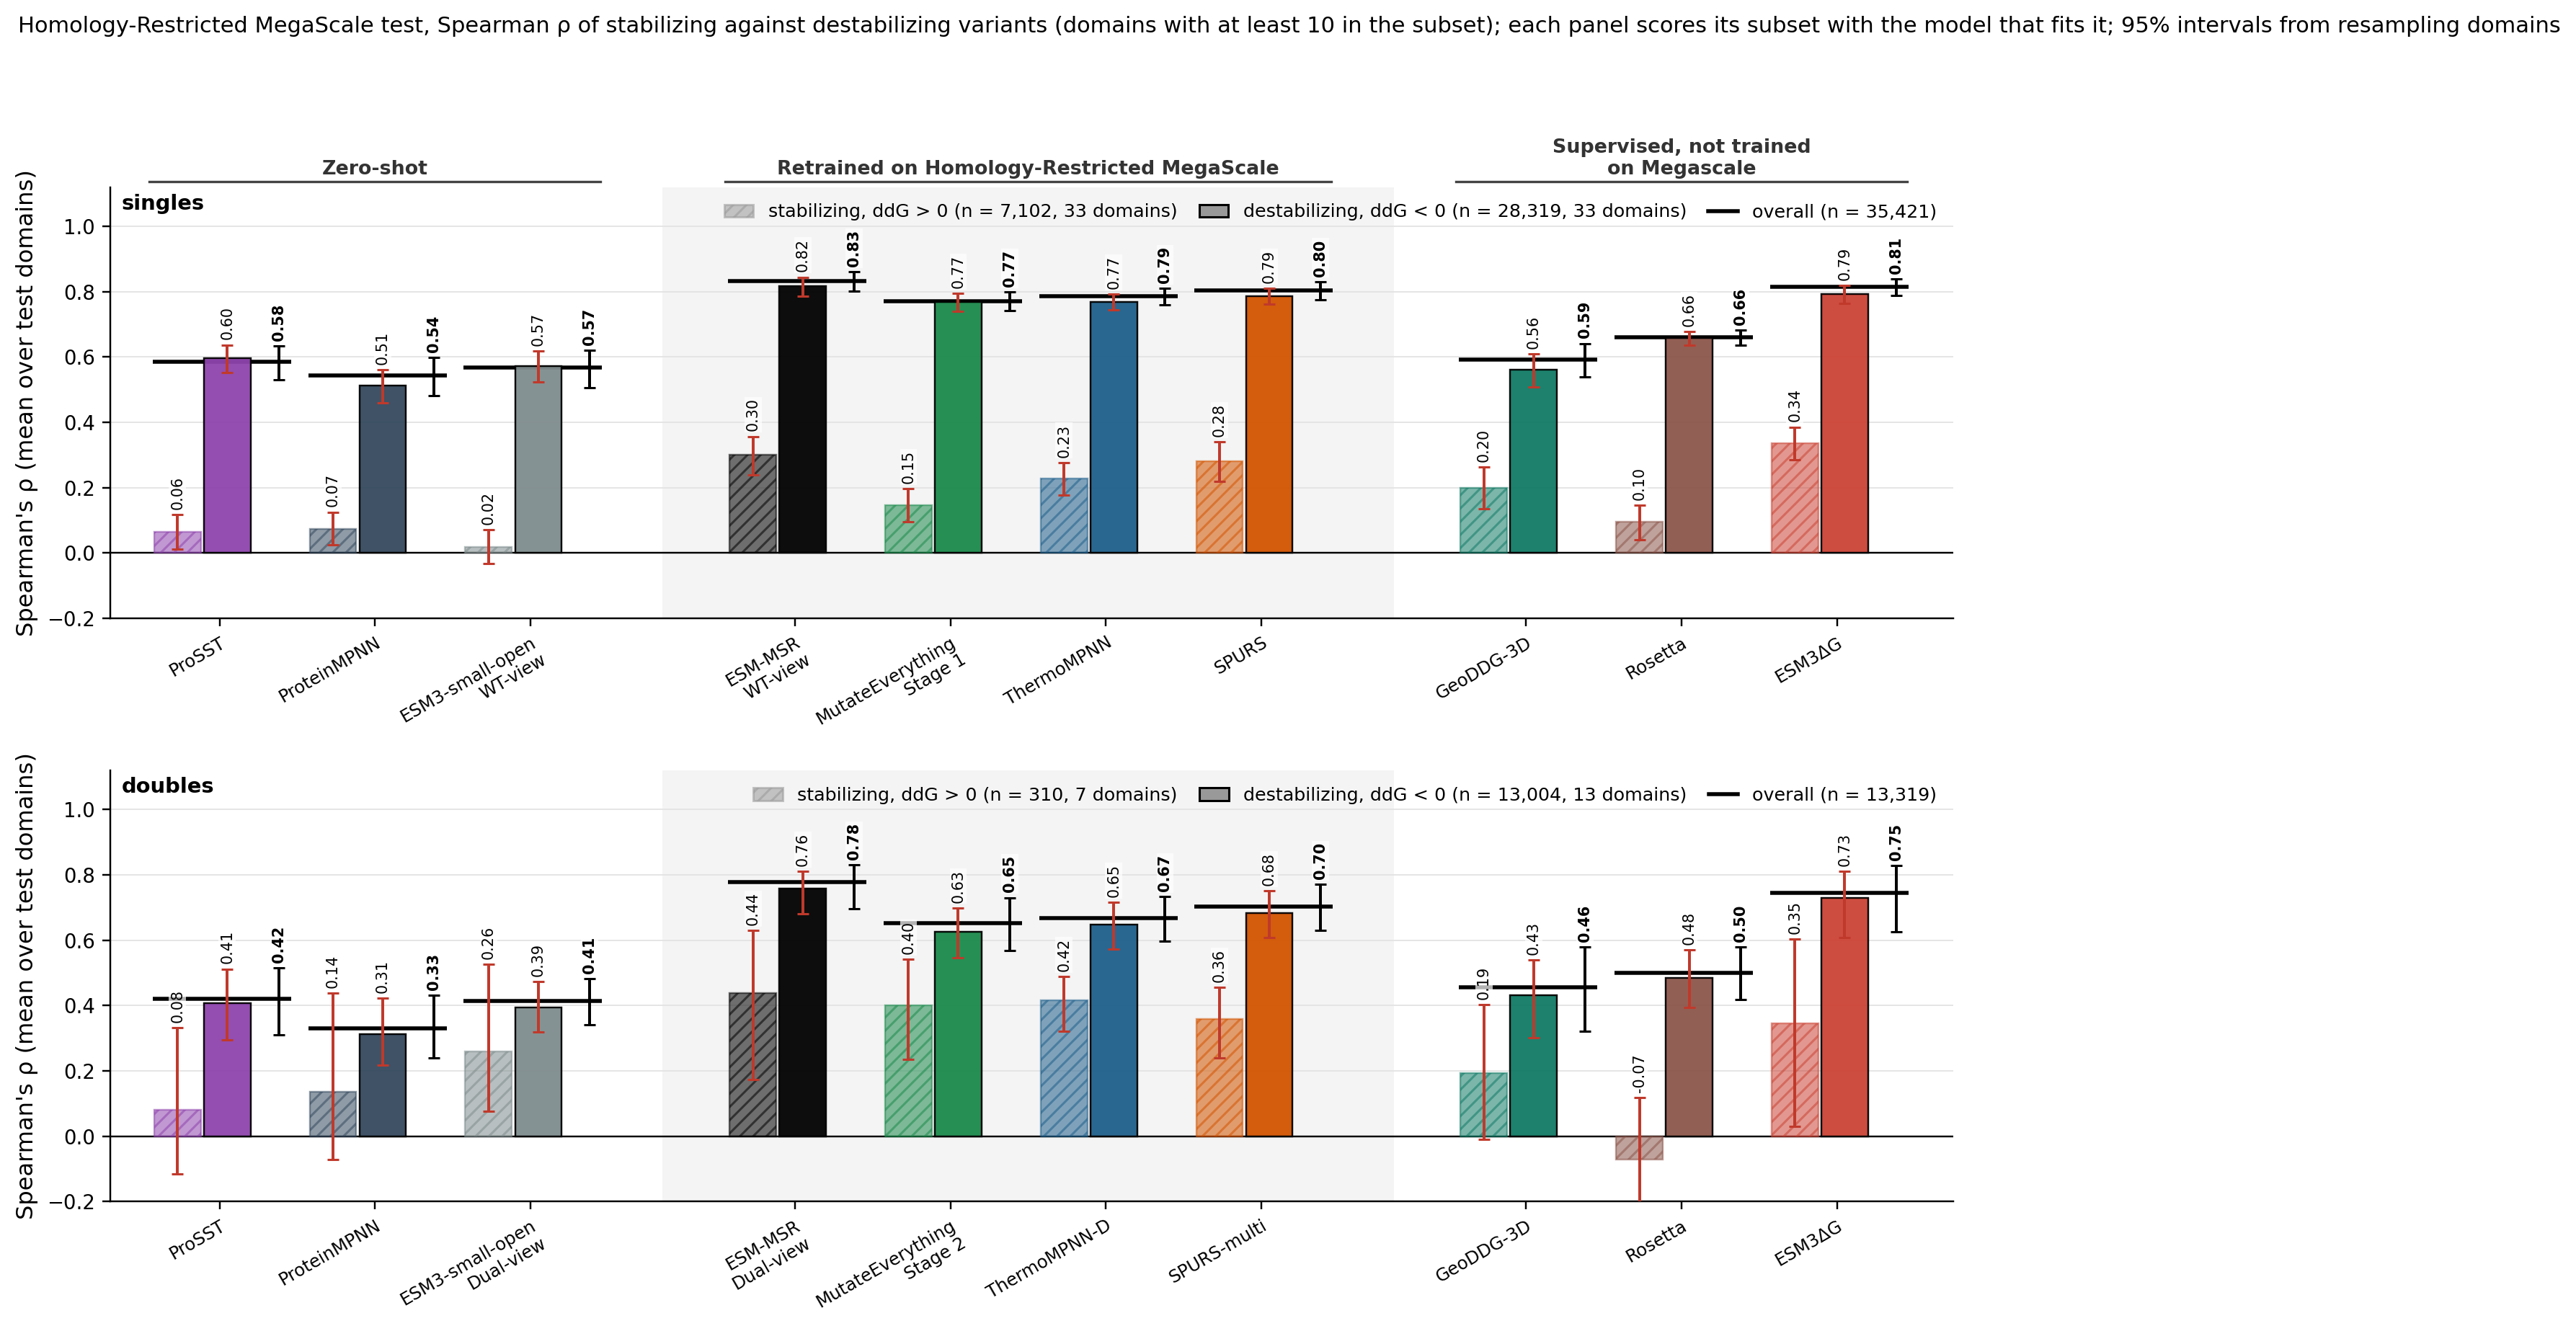 Homology-Restricted MegaScale test, Spearman ρ of stabilizing against destabilizing variants (domains with at least 10 in the subset); each panel scores its subset with the model that fits it; 95% intervals from resampling domains
Zero-shot
Retrained on Homology-Restricted MegaScale
Supervised, not trained
on Megascale
singles
stabilizing, ddG > 0 (n = 7,102, 33 domains)
destabilizing, ddG < 0 (n = 28,319, 33 domains)
overall (n = 35,421)
Spearman's ρ (mean over test domains)
1.0
0.8
0.6
0.4
0.2
0.0
−0.2
0.06
0.60
0.58
0.07
0.51
0.54
0.02
0.57
0.57
0.30
0.82
0.83
0.15
0.77
0.77
0.23
0.77
0.79
0.28
0.79
0.80
0.20
0.56
0.59
0.10
0.66
0.66
0.34
0.79
0.81
ProSST
ProteinMPNN
ESM3-small-open
WT-view
ESM-MSR
WT-view
MutateEverything
Stage 1
ThermoMPNN
SPURS
GeoDDG-3D
Rosetta
ESM3ΔG
doubles
stabilizing, ddG > 0 (n = 310, 7 domains)
destabilizing, ddG < 0 (n = 13,004, 13 domains)
overall (n = 13,319)
Spearman's ρ (mean over test domains)
1.0
0.8
0.6
0.4
0.2
0.0
−0.2
0.08
0.41
0.42
0.14
0.31
0.33
0.26
0.39
0.41
0.44
0.76
0.78
0.40
0.63
0.65
0.42
0.65
0.67
0.36
0.68
0.70
0.19
0.43
0.46
-0.07
0.48
0.50
0.35
0.73
0.75
ProSST
ProteinMPNN
ESM3-small-open
Dual-view
ESM-MSR
Dual-view
MutateEverything
Stage 2
ThermoMPNN-D
SPURS-multi
GeoDDG-3D
Rosetta
ESM3ΔG